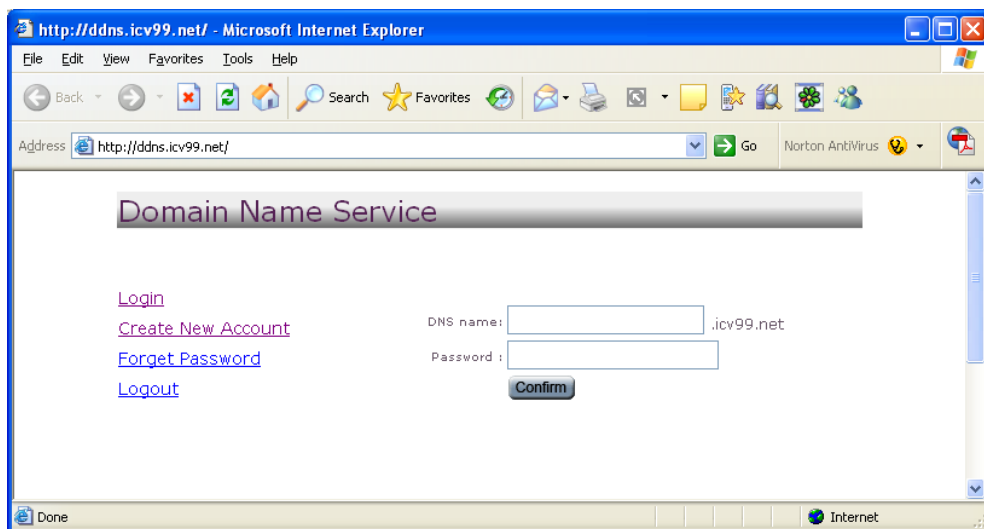 http://ddns.icv99.net/ - Microsoft Internet Explorer
File Edit View Favorites Tools Help
Back Search Favorites
Address http://ddns.icv99.net/ Go Norton AntiVirus
Domain Name Service
Login
Create New Account
Forget Password
Logout
DNS name: .icv99.net
Password :
Confirm
Done Internet